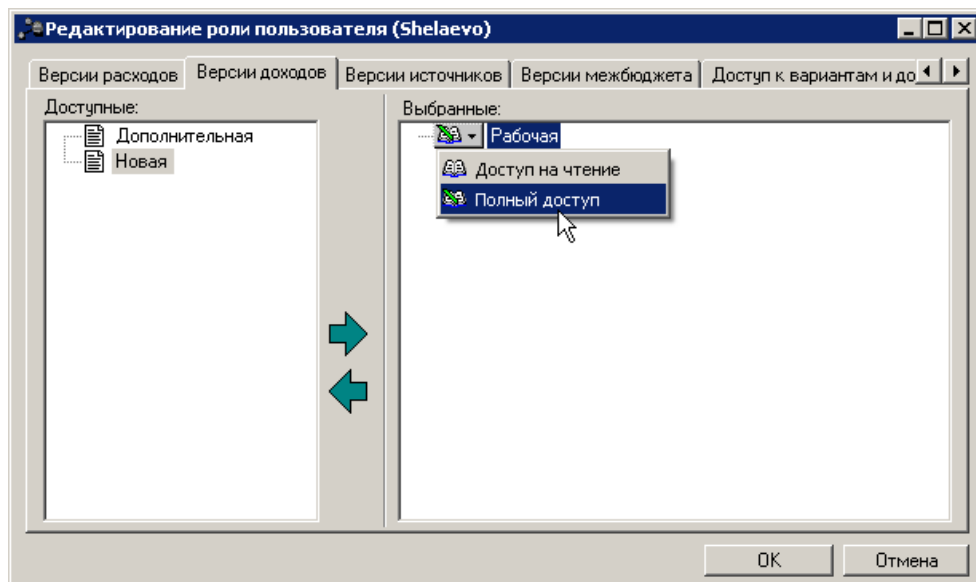 Редактирование роли пользователя (Shelaevo)
Версии расходов Версии доходов Версии источников Версии межбюджета Доступ к вариантам и до
Доступные:
Дополнительная
Новая
Выбранные:
Рабочая
Доступ на чтение
Полный доступ
OK Отмена